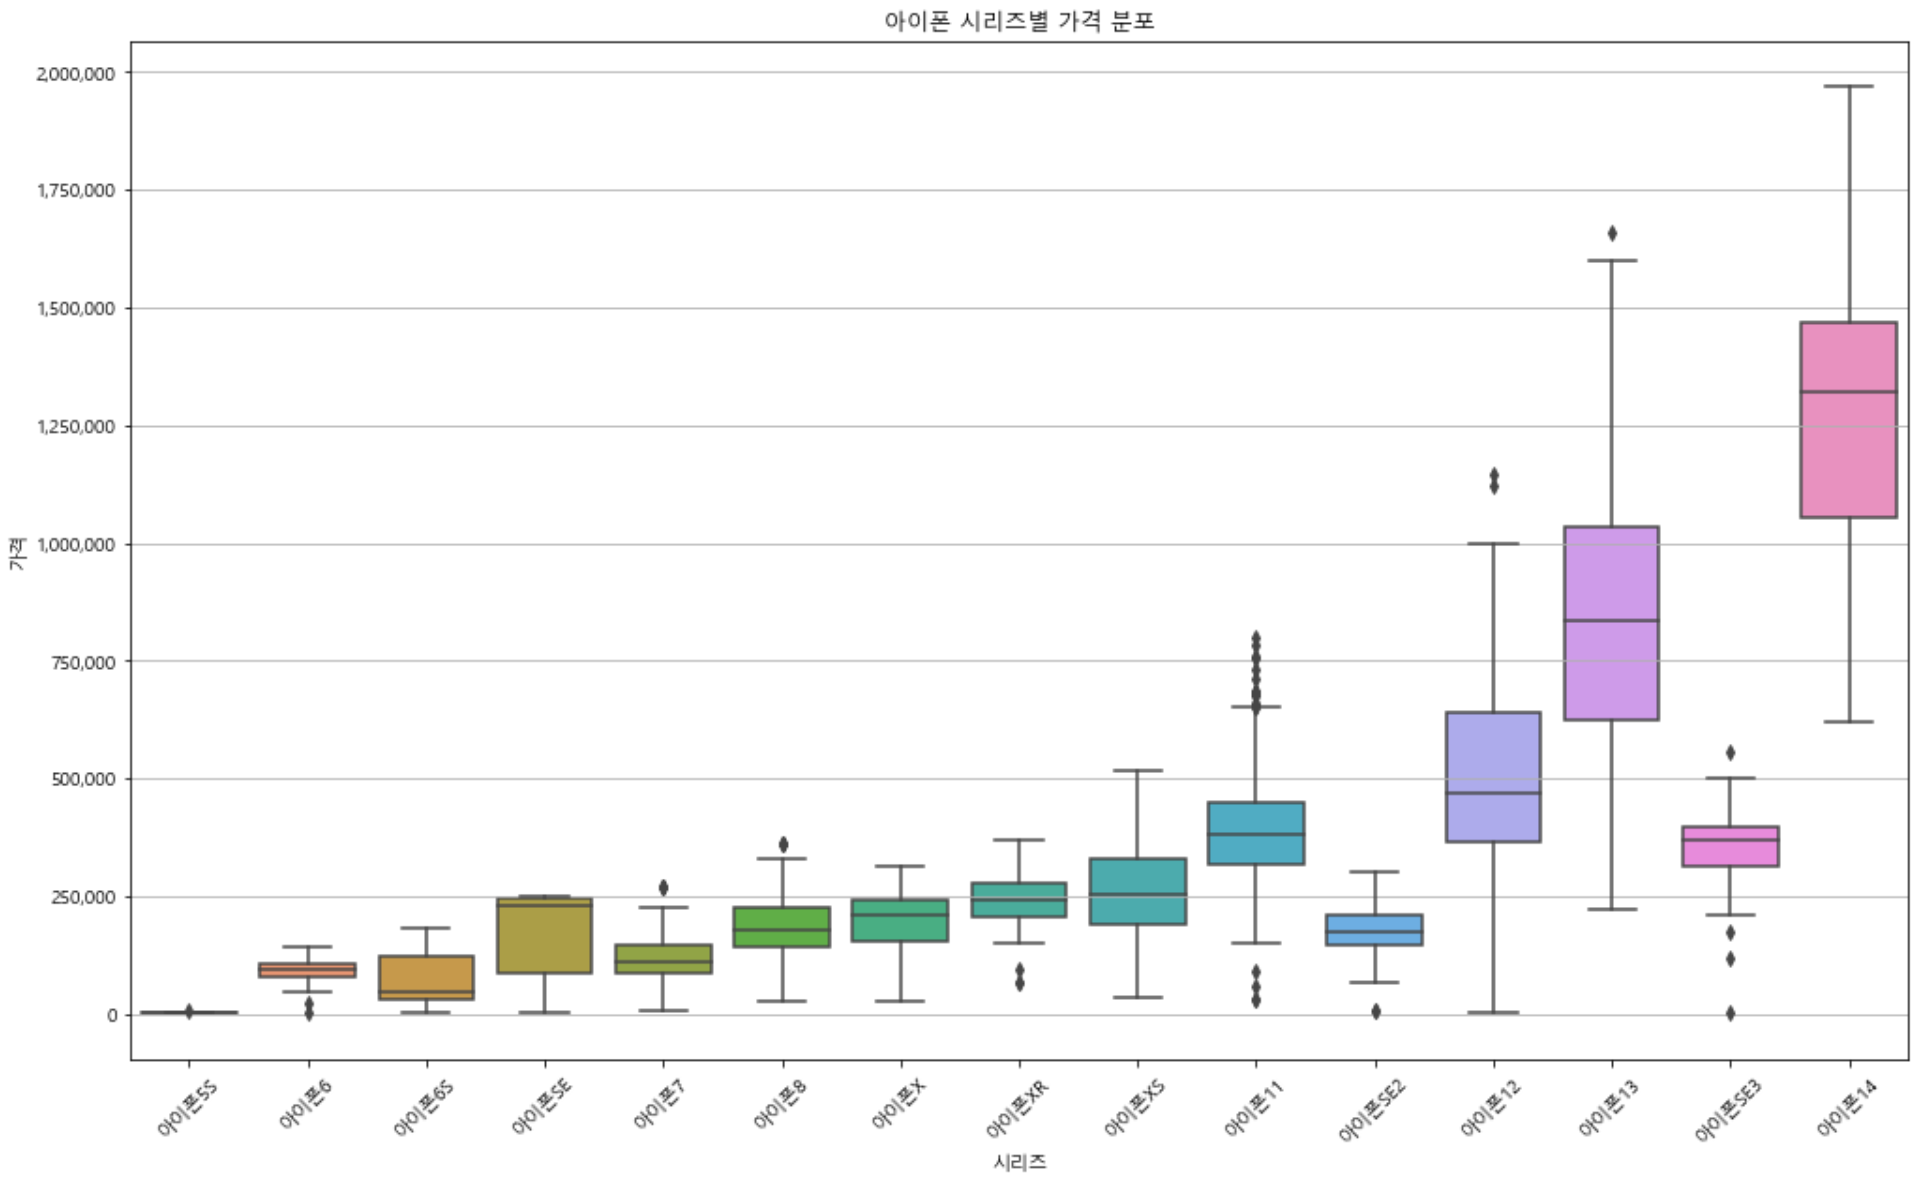 아이폰 시리즈별 가격 분포
가격
2,000,000
1,750,000
1,500,000
1,250,000
1,000,000
750,000
500,000
250,000
0
아이폰5S
아이폰6
아이폰6S
아이폰SE
아이폰7
아이폰8
아이폰X
아이폰XR
아이폰XS
아이폰11
아이폰SE2
아이폰12
아이폰13
아이폰SE3
아이폰14
시리즈